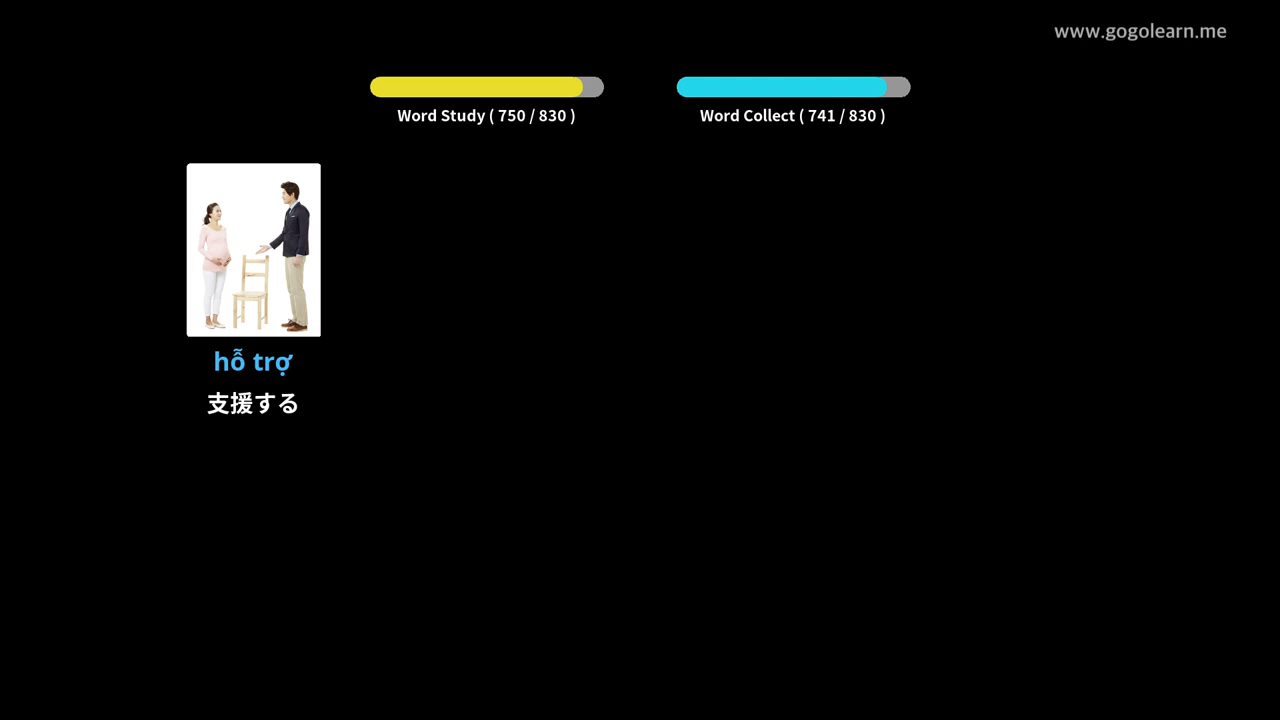 www.gogolearn.me
Word Study ( 750 / 830 )
Word Collect ( 741 / 830 )
hỗ trợ
支援する